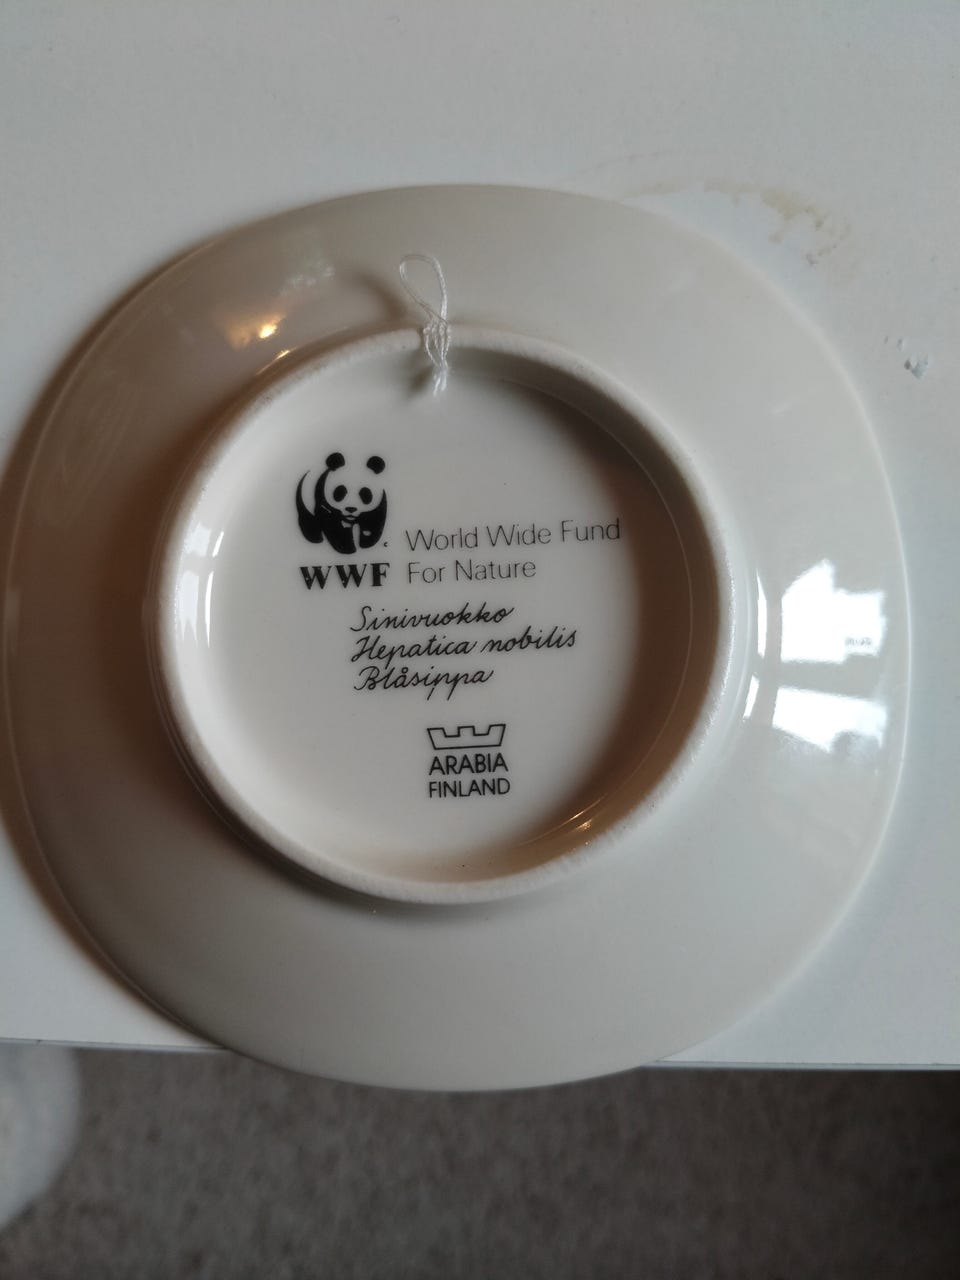 World Wide Fund
WWF For Nature
Sinivuokko
Hepatica nobilis
Blåsippa
ARABIA
FINLAND